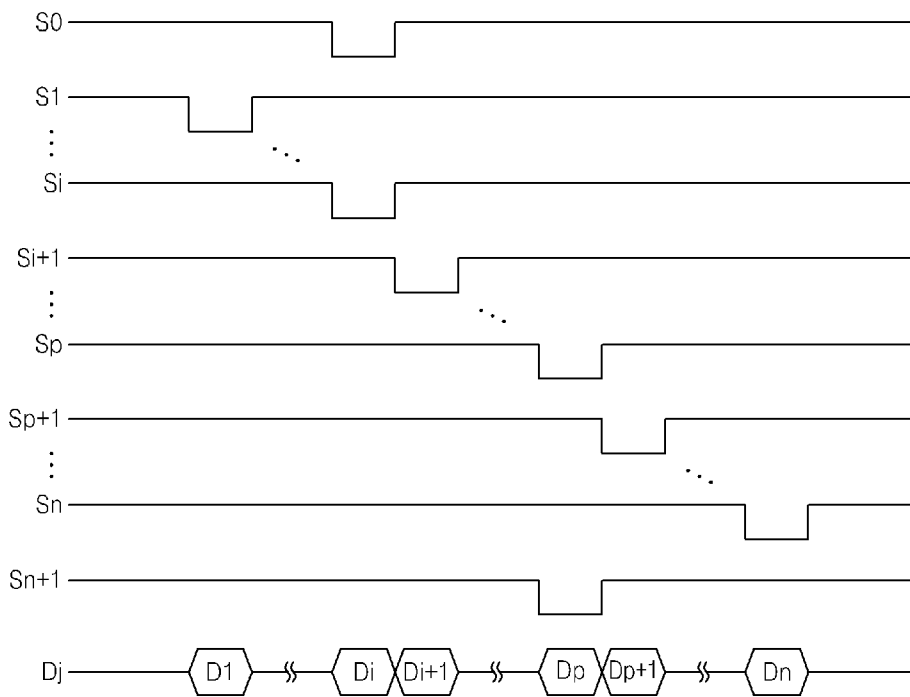 S0
S1
Si
Si+1
Sp
Sp+1
Sn
Sn+1
Dj D1 Di Di+1 Dp Dp+1 Dn